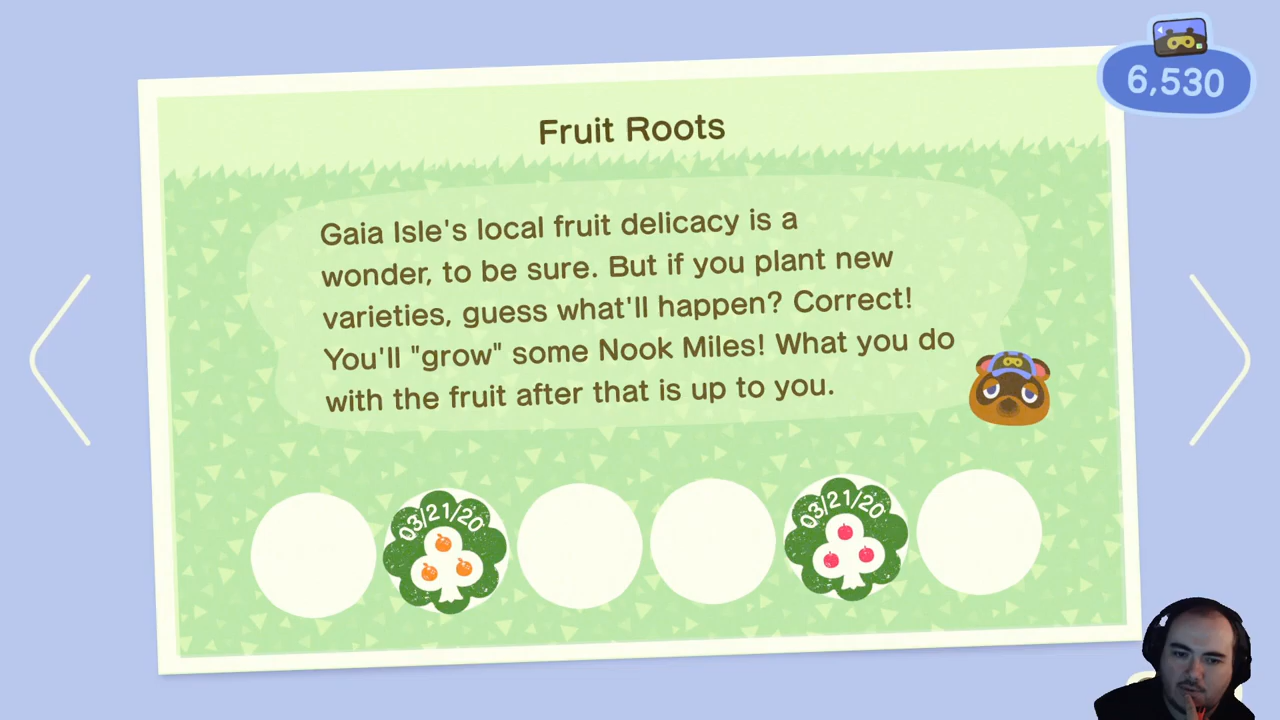 6,530
Fruit Roots
Gaia Isle's local fruit delicacy is a
wonder, to be sure. But if you plant new
varieties, guess what'll happen? Correct!
You'll "grow" some Nook Miles! What you do
with the fruit after that is up to you.
03/21/20
03/21/20